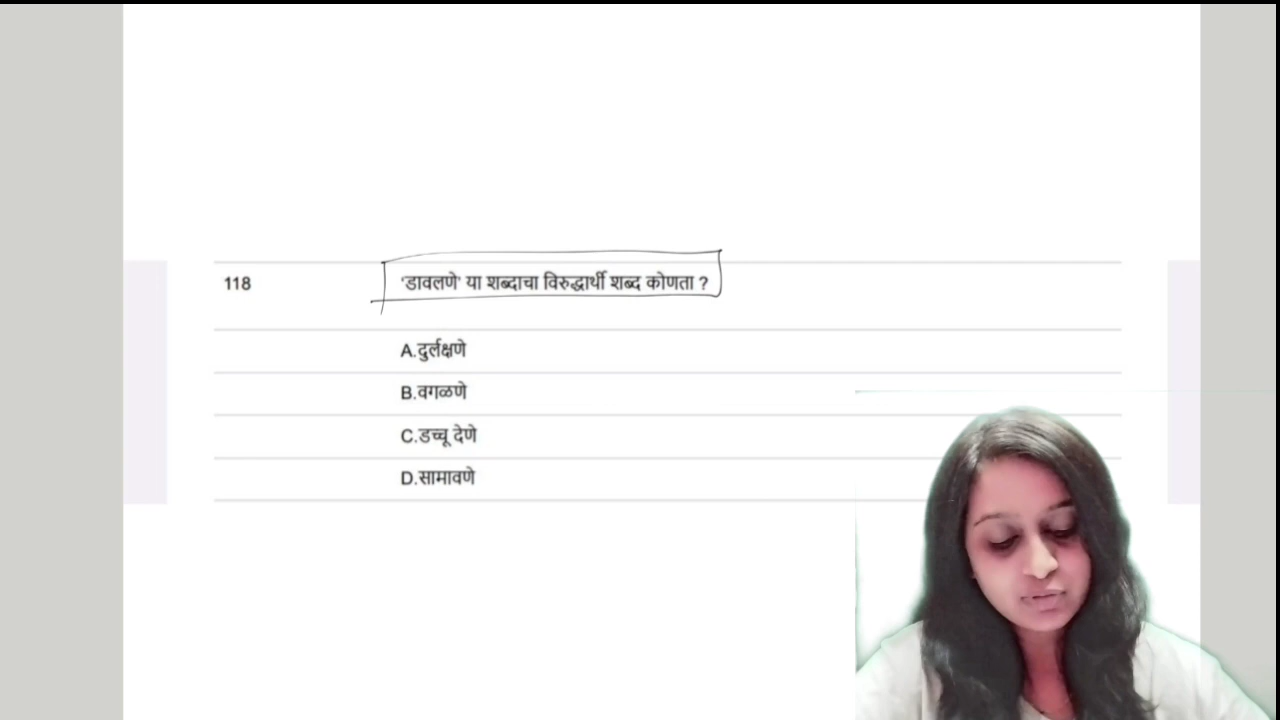 118 'डावलणे' या शब्दाचा विरुद्धार्थी शब्द कोणता ?
A.दुर्लक्षणे
B.वगळणे
C.डच्चू देणे
D.सामावणे